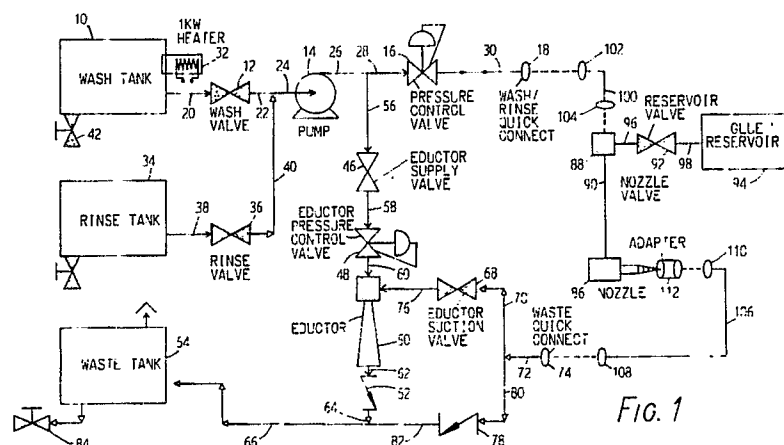 10
1KW
HEATER
32
WASH TANK
12
24
14
26
28
16
30
18
102
20
WASH
VALVE
22
PUMP
PRESSURE
CONTROL
VALVE
WASH/
RINSE
QUICK
CONNECT
100
104
96
RESERVOIR
VALVE
GLUE
RESERVOIR
42
56
88
92
98
94
34
40
46
EDUCTOR
SUPPLY
VALVE
90
NOZZLE
VALVE
RINSE TANK
38
36
58
RINSE
VALVE
EDUCTOR
PRESSURE
CONTROL
VALVE
48
69
68
ADAPTER
110
86
NOZZLE
112
76
70
EDUCTOR
EDUCTOR
SUCTION
VALVE
WASTE
QUICK
CONNECT
106
WASTE TANK
54
72
74
108
62
52
80
64
84
66
82
78
FIG. 1